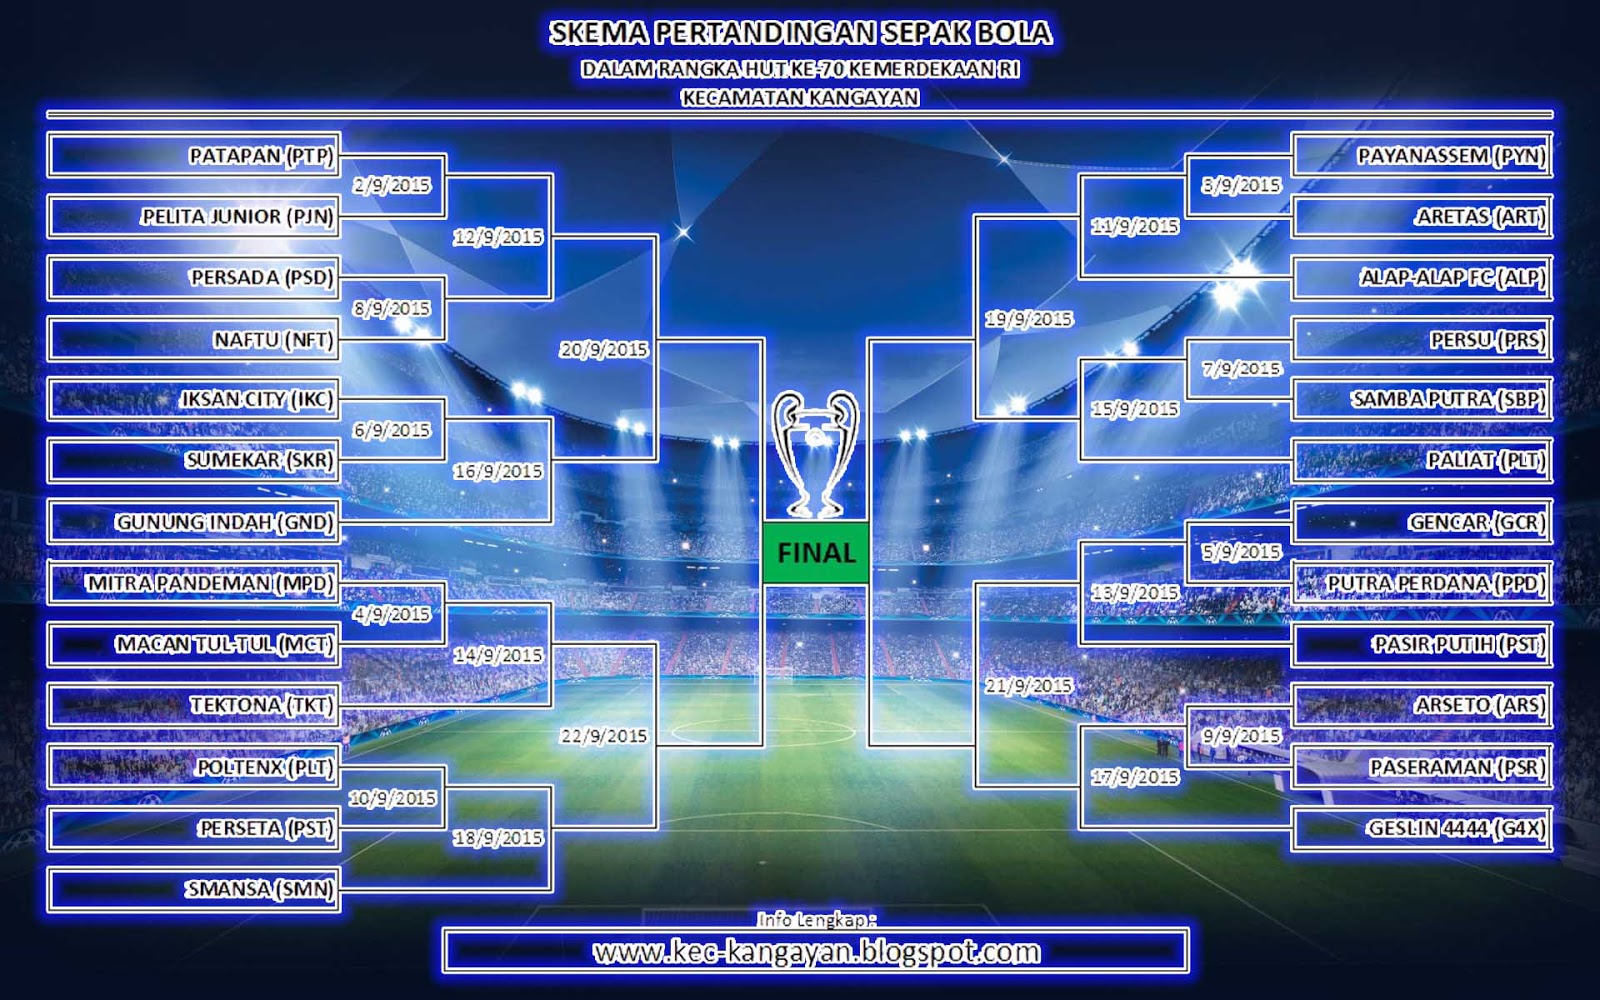 SKEMA PERTANDINGAN SEPAK BOLA
DALAM RANGKA HUT KE-70 KEMERDEKAAN RI
KECAMATAN KANGAYAN
PATAPAN (PTP)
2/9/2015
PELITA JUNIOR (PJN)
12/9/2015
PERSADA (PSD)
8/9/2015
NAFTU (NFT)
20/9/2015
IKSAN CITY (IKC)
6/9/2015
SUMEKAR (SKR)
16/9/2015
GUNUNG INDAH (GND)
MITRA PANDEMAN (MPD)
4/9/2015
MACAN TUL-TUL (MCT)
14/9/2015
TEKTONA (TKT)
22/9/2015
POLTENX (PLT)
10/9/2015
PERSETA (PST)
18/9/2015
SMANSA (SMN)
FINAL
PAYANASSEM (PYN)
3/9/2015
ARETAS (ART)
11/9/2015
ALAP-ALAP FC (ALP)
19/9/2015
PERSU (PRS)
7/9/2015
SAMBA PUTRA (SBP)
15/9/2015
PALIAT (PLT)
GENCAR (GCR)
5/9/2015
PUTRA PERDANA (PPD)
13/9/2015
PASIR PUTIH (PST)
21/9/2015
ARSETO (ARS)
9/9/2015
PASERAMAN (PSR)
17/9/2015
GESLIN 4444 (G4X)
Info Lengkap :
www.kec-kangayan.blogspot.com